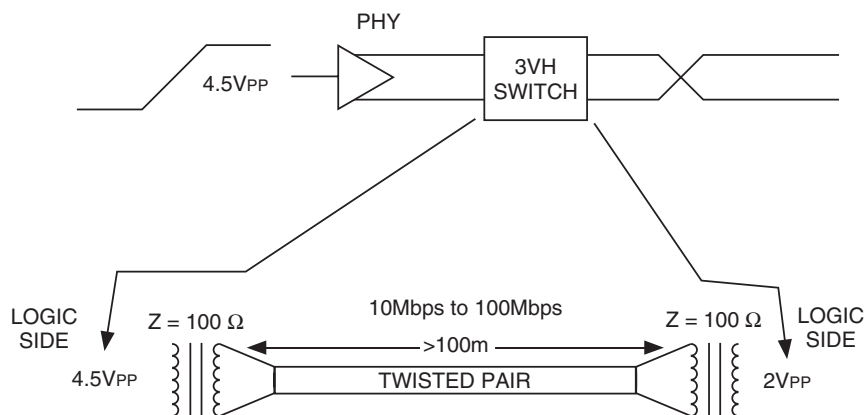 PHY
4.5VPP
3VH
SWITCH
10Mbps to 100Mbps
LOGIC
SIDE
Z = 100 Ω
Z = 100 Ω
LOGIC
SIDE
>100m
4.5VPP
TWISTED PAIR
2VPP